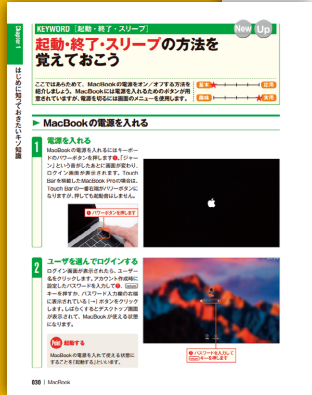 Chapter 1
はじめに知っておきたいキソ知識
KEYWORD [起動・終了・スリープ]
New
Up
起動・終了・スリープの方法を
覚えておこう
ここではあらためて、MacBookの電源をオン/オフする方法を
紹介しましょう。MacBookには電源を入れるためのボタンが用
意されていますが、電源を切るには画面のメニューを使用します。
基本
応用
趣味
実用
▶ MacBookの電源を入れる
1
電源を入れる
MacBookの電源を入れるにはキーボー
ドのパワーボタンを押します❶。「ジャー
ン」という音がしたあとに画面が変わり、
ログイン画面が表示されます。Touch
Barを搭載したMacBook Proの場合は、
Touch Barの一番右端がパワーボタンに
なりますが、押しても起動音はしません。
❶ パワーボタンを押します
2
ユーザを選んでログインする
ログイン画面が表示されたら、ユーザー
名をクリックします。アカウント作成時に
設定したパスワードを入力して❶、return
キーを押すか、パスワード入力欄の右端
に表示されている[→]ボタンをクリック
します。しばらくするとデスクトップ画面
が表示されて、MacBookが使える状態
になります。
Point 起動する
MacBookの電源を入れて使える状態に
することを「起動する」といいます。
❶ パスワードを入力して
returnキーを押します
030 | MacBook